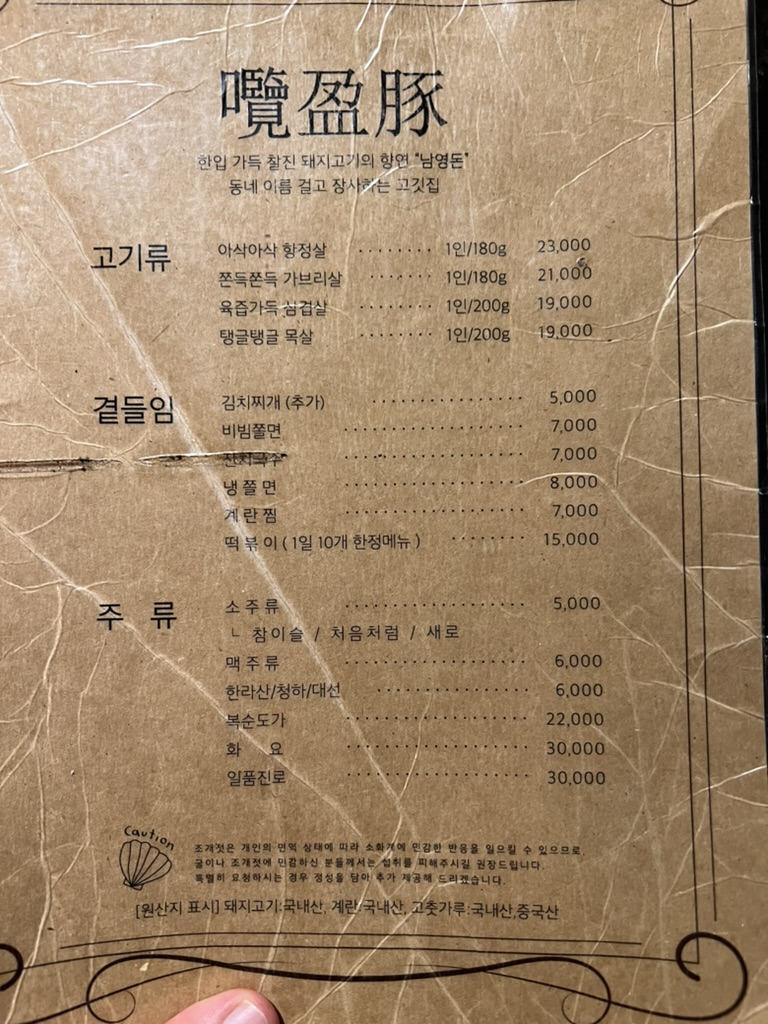 囕盈豚
한입 가득 찰진 돼지고기의 향연 "남영돈"
동네 이름 걸고 장사하는 고깃집
고기류
아삭아삭 항정살 ········ 1인/180g 23,000
쫀득쫀득 가브리살 ······· 1인/180g 21,000
육즙가득 삼겹살 ········ 1인/200g 19,000
탱글탱글 목살 ········ 1인/200g 19,000
곁들임
김치찌개 (추가) ················ 5,000
비빔쫄면 ··················· 7,000
잔치국수 ··················· 7,000
냉 쫄 면 ··················· 8,000
계 란 찜 ··················· 7,000
떡 볶 이 ( 1일 10개 한정메뉴 ) ········ 15,000
주 류
소 주 류 ··················· 5,000
ㄴ 참이슬 / 처음처럼 / 새로
맥 주 류 ··················· 6,000
한라산/청하/대선 ················ 6,000
복순도가 ··················· 22,000
화 요 ··················· 30,000
일품진로 ··················· 30,000
Caution
조개젓은 개인의 면역 상태에 따라 소화계에 민감한 반응을 일으킬 수 있으므로,
굴이나 조개젓에 민감하신 분들께서는 섭취를 피해주시길 권장드립니다.
특별히 요청하시는 경우 정성을 담아 추가 제공해 드리겠습니다.
[원산지 표시] 돼지고기:국내산, 계란:국내산, 고춧가루:국내산,중국산